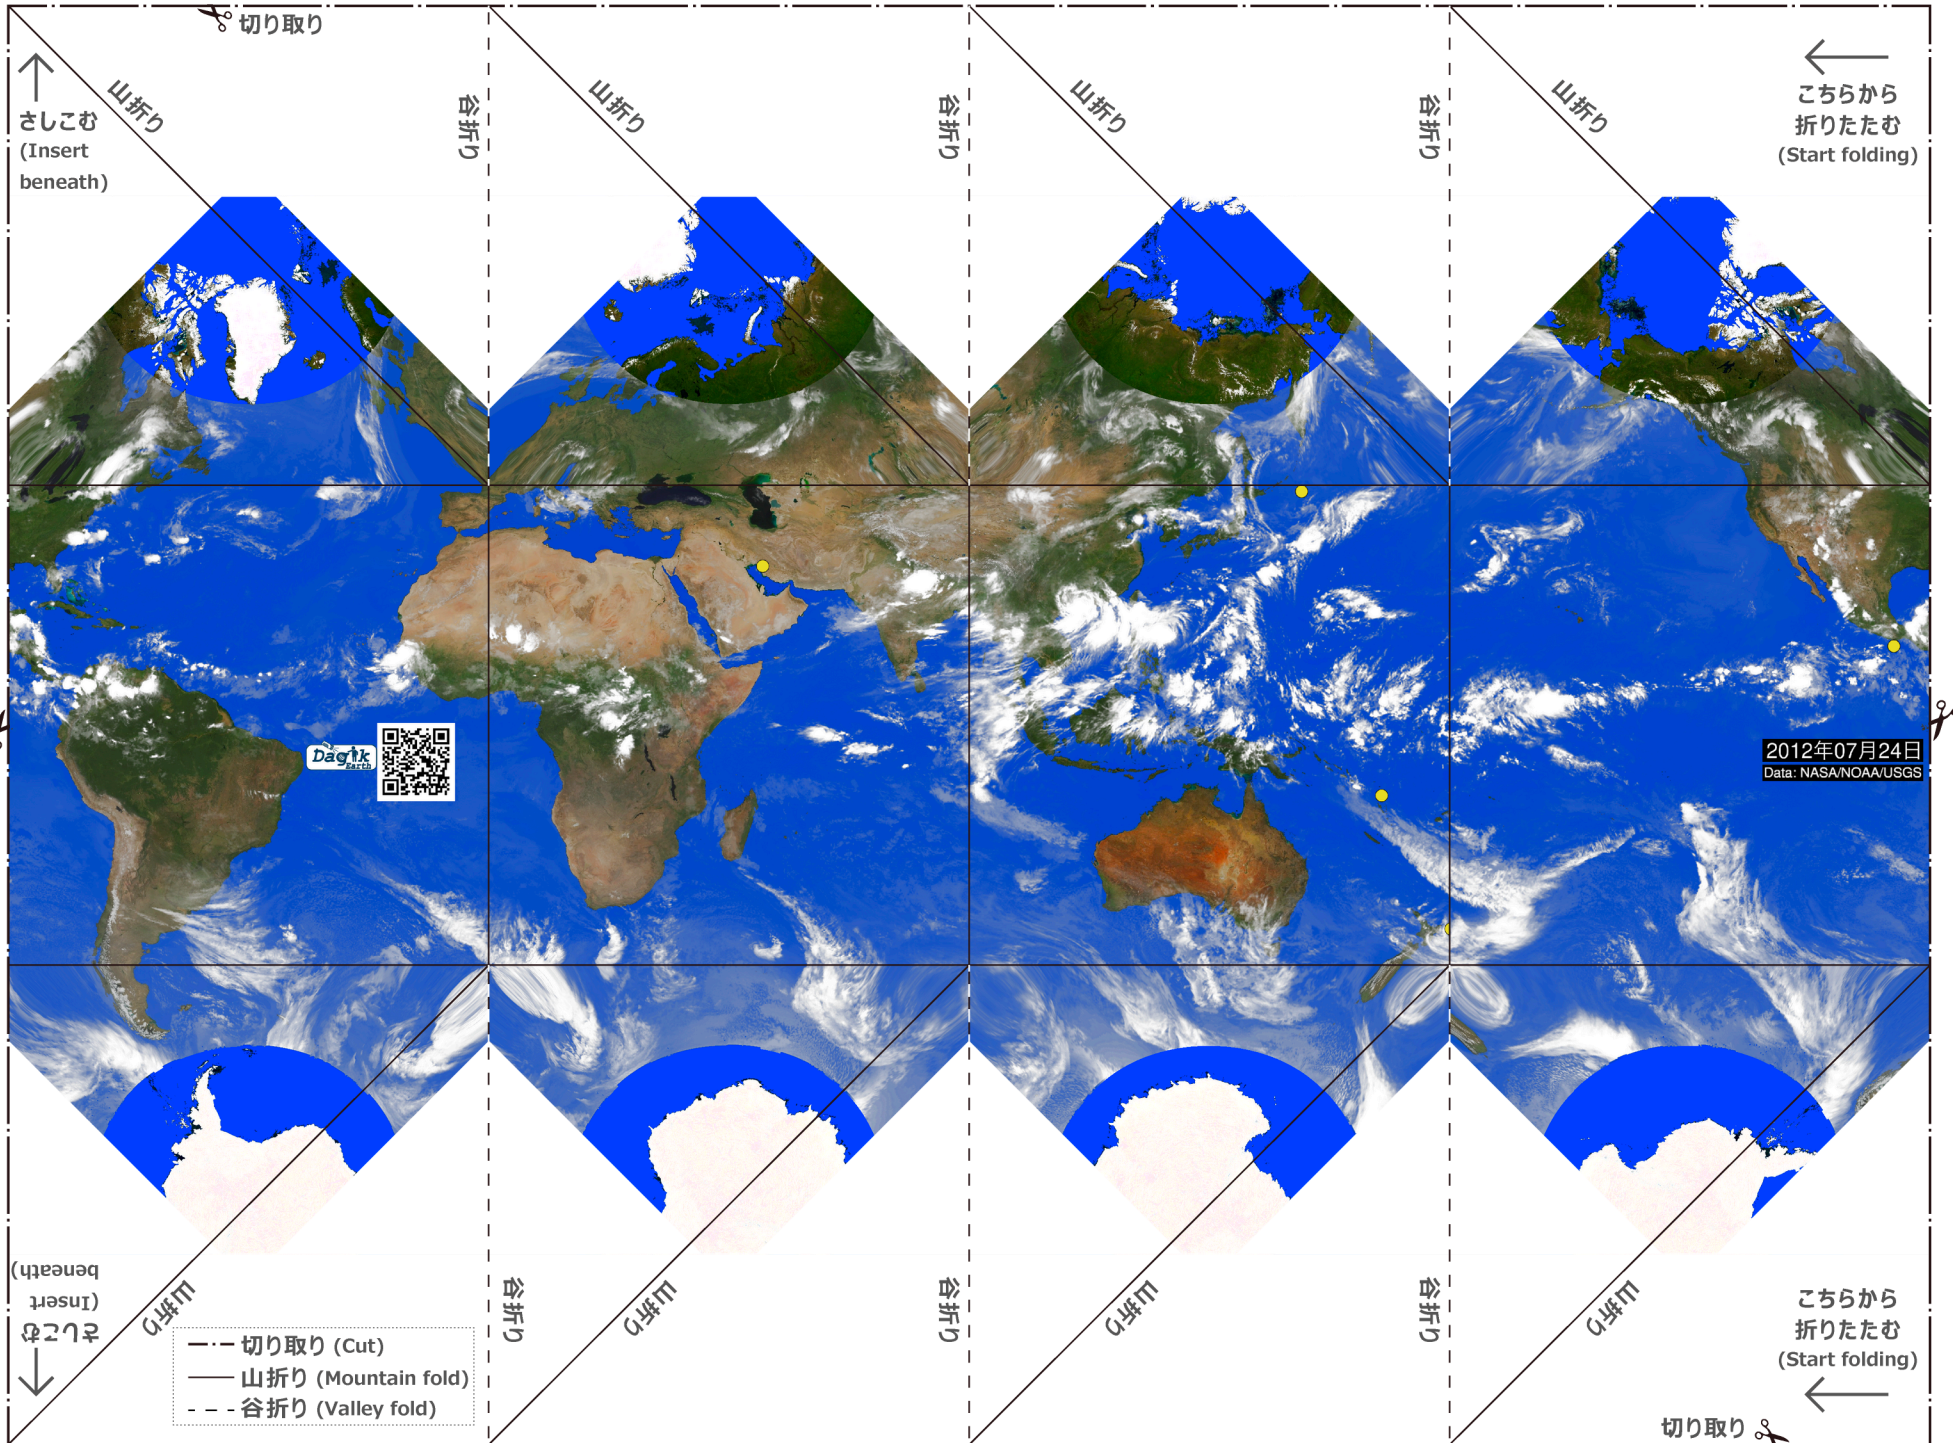 切り取り
山折り
谷折り
山折り
谷折り
山折り
谷折り
山折り
さしこむ
(Insert
beneath)
こちらから
折りたたむ
(Start folding)
Dagik
Earth
2012年07月24日
Data: NASA/NOAA/USGS
さしこむ
(Insert
beneath)
山折り
谷折り
山折り
谷折り
山折り
谷折り
山折り
こちらから
折りたたむ
(Start folding)
切り取り (Cut)
山折り (Mountain fold)
谷折り (Valley fold)
切り取り